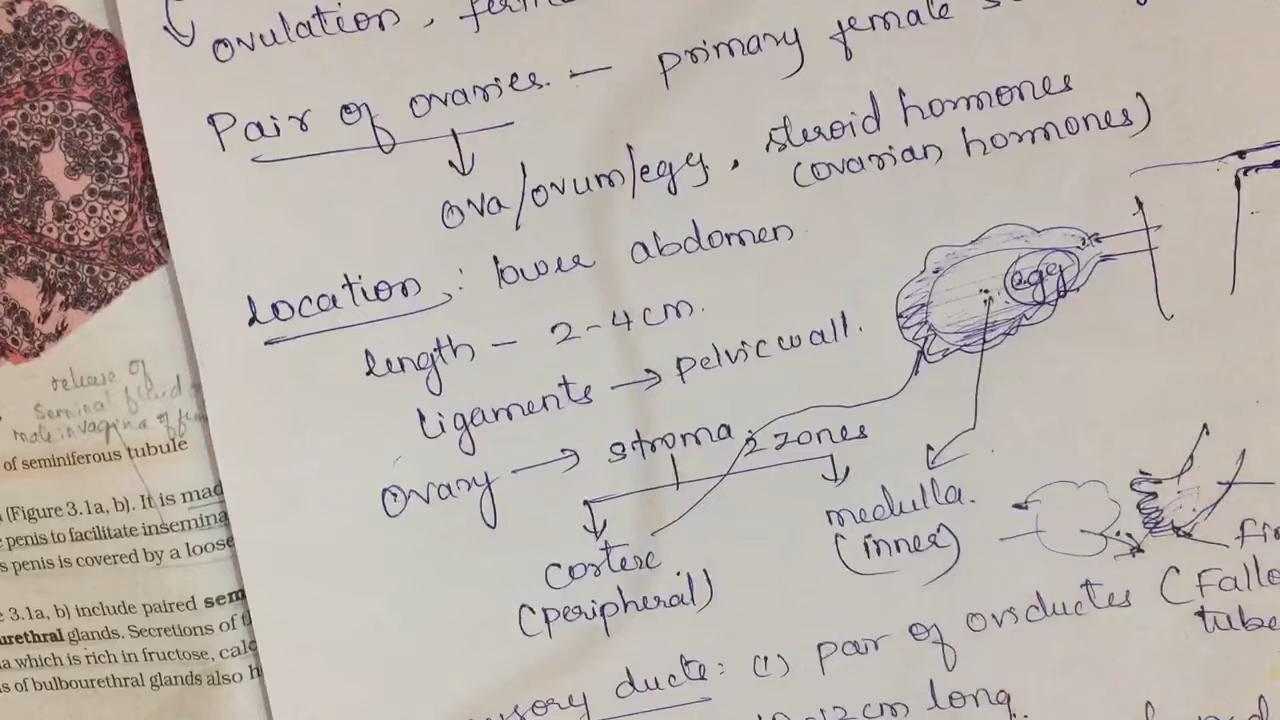 ovulation,
Pair of ovaries. — primary female
ova/ovum/egg, steroid hormones
(ovarian hormones)
Location : lower abdomen
egg
length — 2-4cm.
ligaments → pelvic wall.
Ovary → stroma : 2 zones
medulla.
(inner)
cortex
(peripheral)
ducts: (1) pair of oviductes (Fallo
tube
12cm long
release of
seminal fluid
male in vagina of
of seminiferous tubule
(Figure 3.1a, b). It is mad
penis to facilitate insemina
penis is covered by a loose
3.1a, b) include paired sem
urethral glands. Secretions of t
a which is rich in fructose, calc
s of bulbourethral glands also h